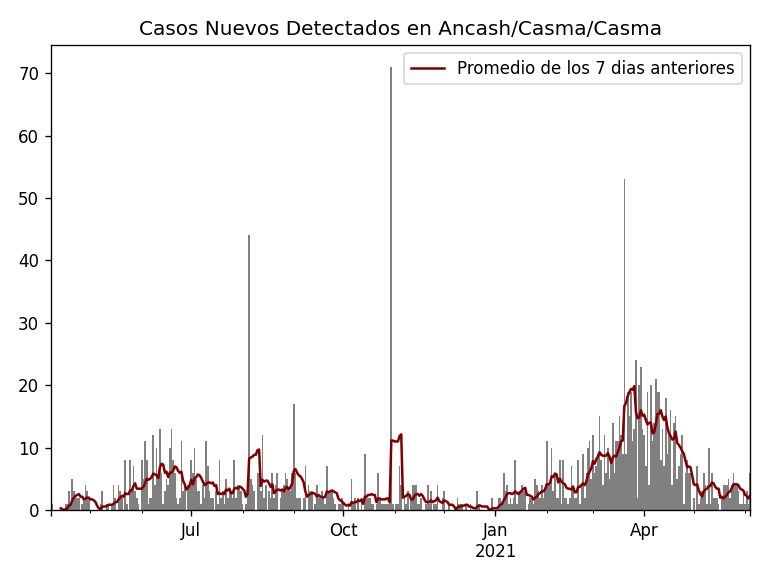 Casos Nuevos Detectados en Ancash/Casma/Casma
Promedio de los 7 dias anteriores
70
60
50
40
30
20
10
0
Jul
Oct
Jan
2021
Apr